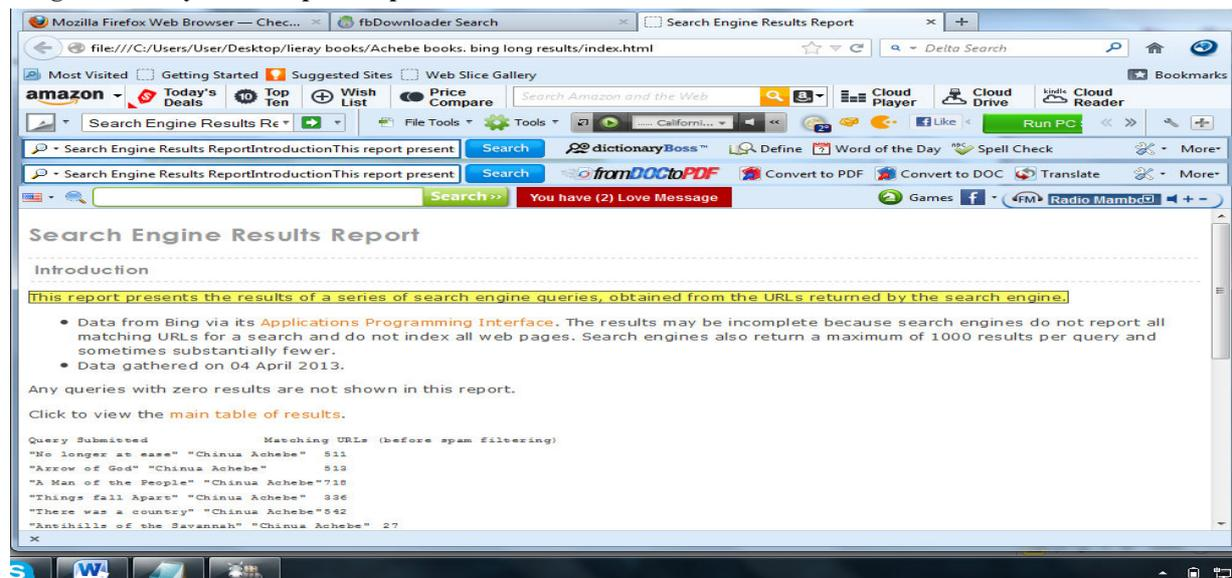 Mozilla Firefox Web Browser — Chec... fbDownloader Search Search Engine Results Report
file:///C:/Users/User/Desktop/lieray books/Achebe books. bing long results/index.html Delta Search
Most Visited Getting Started Suggested Sites Web Slice Gallery Bookmarks
amazon Today's Deals 10 Top Ten Wish List Price Compare Search Amazon and the Web Cloud Player Cloud Drive kindle Cloud Reader
Search Engine Results Re File Tools Tools ..... Californi... Like Run PC
Search Engine Results ReportIntroductionThis report present Search dictionaryBoss™ Define Word of the Day Spell Check More
Search Engine Results ReportIntroductionThis report present Search fromDOCtoPDF Convert to PDF Convert to DOC Translate More
Search >> You have (2) Love Message Games FM Radio Mambo
Search Engine Results Report
Introduction
This report presents the results of a series of search engine queries, obtained from the URLs returned by the search engine.
• Data from Bing via its Applications Programming Interface. The results may be incomplete because search engines do not report all
matching URLs for a search and do not index all web pages. Search engines also return a maximum of 1000 results per query and
sometimes substantially fewer.
• Data gathered on 04 April 2013.
Any queries with zero results are not shown in this report.
Click to view the main table of results.
Query Submitted Matching URLs (before spam filtering)
"No longer at ease" "Chinua Achebe" 511
"Arrow of God" "Chinua Achebe" 513
"A Man of the People" "Chinua Achebe"718
"Things fall Apart" "Chinua Achebe" 336
"There was a country" "Chinua Achebe"542
"Antihills of the Savannah" "Chinua Achebe" 27